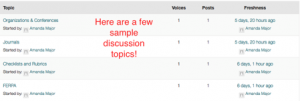 Topic Voices Posts Freshness
Organizations & Conferences 1 1 5 days, 20 hours ago
Started by: Amanda Major Amanda Major
Journals 1 1 5 days, 20 hours ago
Started by: Amanda Major Amanda Major
Checklists and Rubrics 1 1 6 days, 1 hour ago
Started by: Amanda Major Amanda Major
FERPA 1 1 6 days, 1 hour ago
Started by: Amanda Major Amanda Major
Here are a few
sample
discussion
topics!